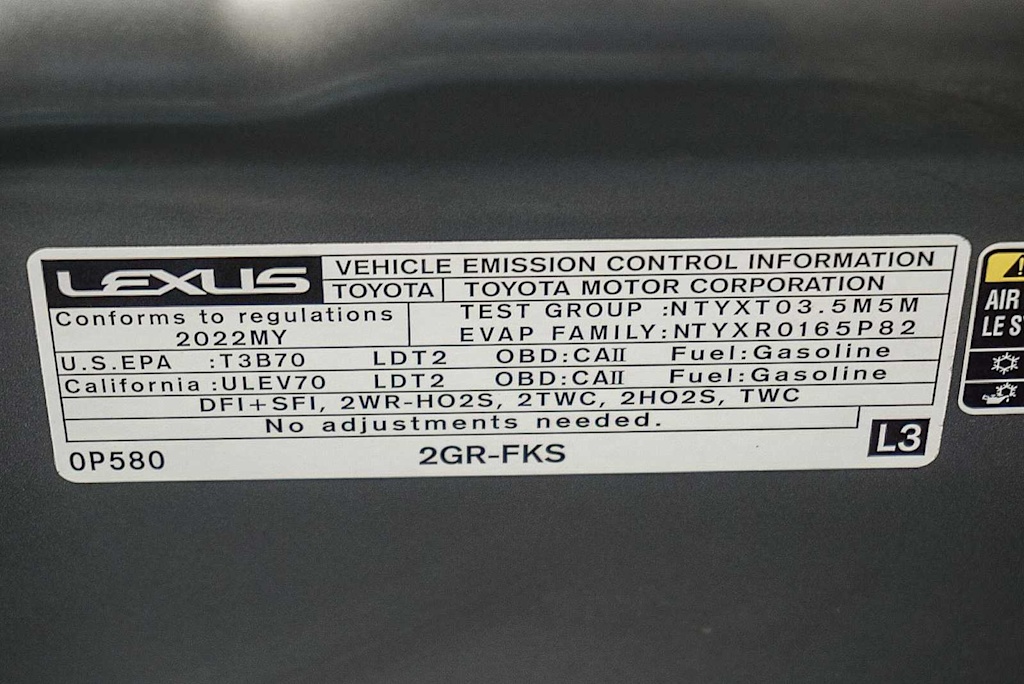 LEXUS
VEHICLE EMISSION CONTROL INFORMATION
TOYOTA TOYOTA MOTOR CORPORATION
Conforms to regulations
2022MY
TEST GROUP :NTYXT03.5M5M
EVAP FAMILY:NTYXR0165P82
U.S.EPA :T3B70 LDT2 OBD:CAII Fuel:Gasoline
California :ULEV70 LDT2 OBD:CAII Fuel:Gasoline
DFI+SFI, 2WR-HO2S, 2TWC, 2HO2S, TWC
No adjustments needed.
0P580 2GR-FKS L3
AIR
LE